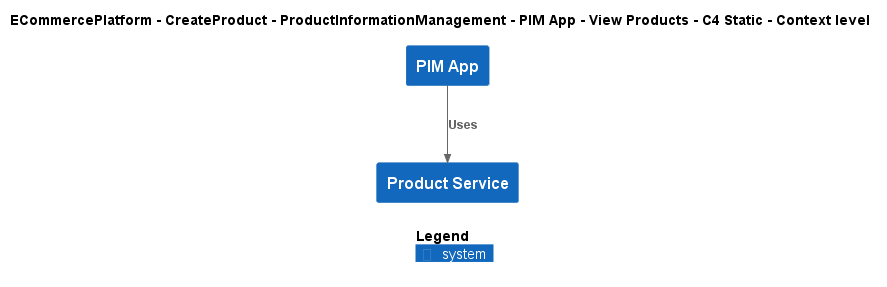 ECommercePlatform - CreateProduct - ProductInformationManagement - PIM App - View Products - C4 Static - Context level
PIM App
Uses
Product Service
Legend
system